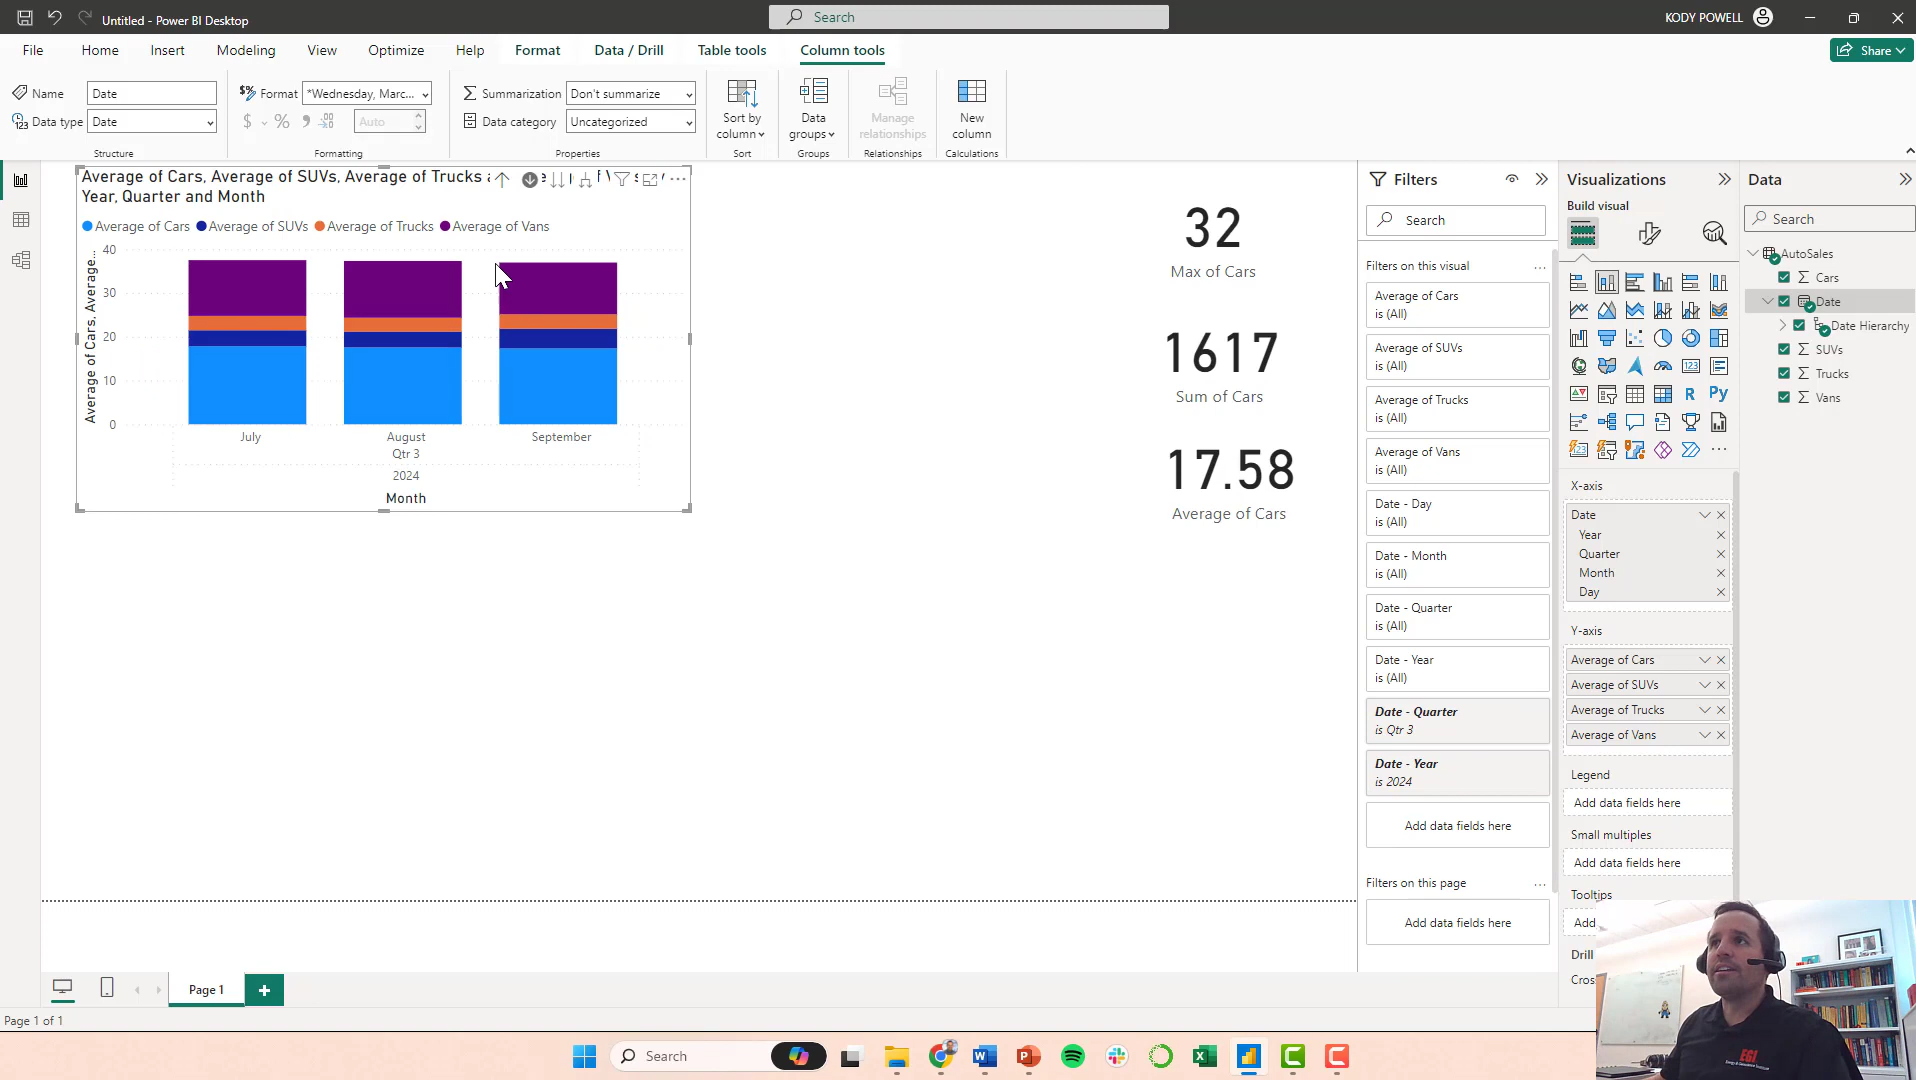 Untitled - Power BI Desktop
Search
KODY POWELL
File
Home
Insert
Modeling
View
Optimize
Help
Format
Data / Drill
Table tools
Column tools
Share
Name
Date
Data type
Date
Structure
Format
*Wednesday, Marc...
$
%
Auto
Formatting
Summarization
Don't summarize
Data category
Uncategorized
Properties
Sort by
column
Sort
Data
groups
Groups
Manage
relationships
Relationships
New
column
Calculations
Average of Cars, Average of SUVs, Average of Trucks
Year, Quarter and Month
Average of Cars
Average of SUVs
Average of Trucks
Average of Vans
Average of Cars, Average...
40
30
20
10
0
July
August
September
Qtr 3
2024
Month
32
Max of Cars
1617
Sum of Cars
17.58
Average of Cars
Filters
Search
Filters on this visual
Average of Cars
is (All)
Average of SUVs
is (All)
Average of Trucks
is (All)
Average of Vans
is (All)
Date - Day
is (All)
Date - Month
is (All)
Date - Quarter
is (All)
Date - Year
is (All)
Date - Quarter
is Qtr 3
Date - Year
is 2024
Add data fields here
Filters on this page
Add data fields here
Visualizations
Build visual
R
Py
X-axis
Date
Year
Quarter
Month
Day
Y-axis
Average of Cars
Average of SUVs
Average of Trucks
Average of Vans
Legend
Add data fields here
Small multiples
Add data fields here
Tooltips
Add
Drill
Cros
Data
Search
AutoSales
Cars
Date
Date Hierarchy
SUVs
Trucks
Vans
Page 1
Page 1 of 1
Search
EGI